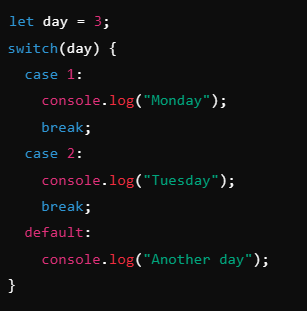 let day = 3;
switch(day) {
  case 1:
    console.log("Monday");
    break;
  case 2:
    console.log("Tuesday");
    break;
  default:
    console.log("Another day");
}